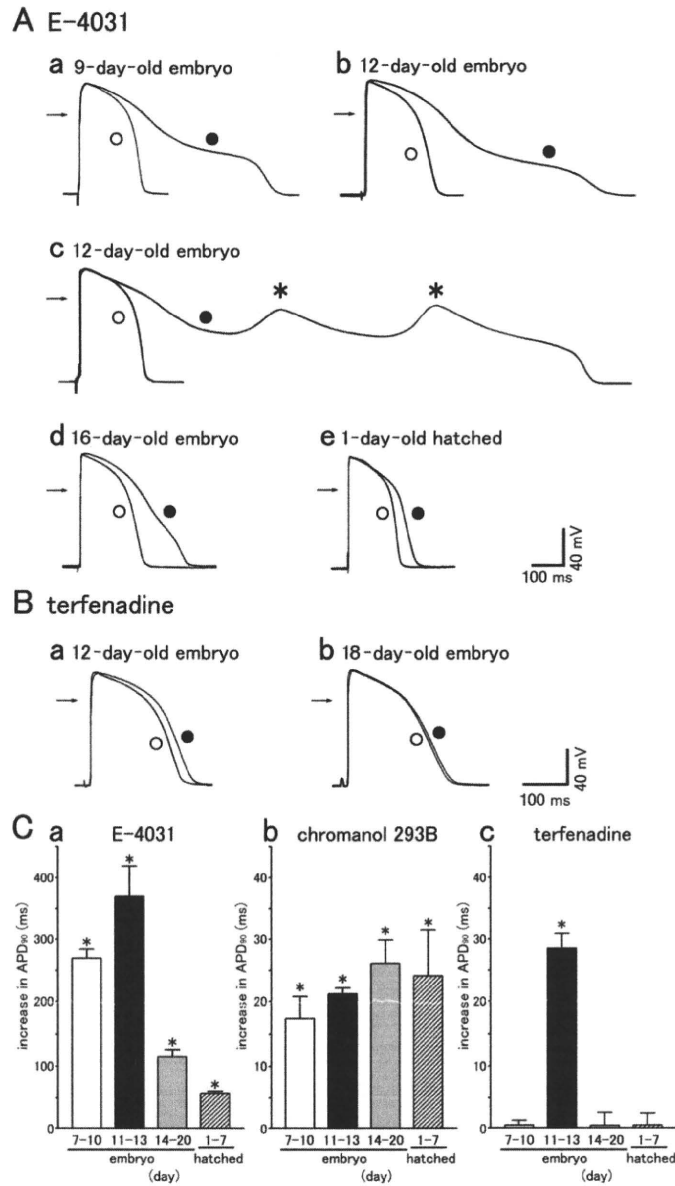 A E-4031
a 9-day-old embryo
b 12-day-old embryo
c 12-day-old embryo
* *
d 16-day-old embryo
e 1-day-old hatched
40 mV
100 ms
B terfenadine
a 12-day-old embryo
b 18-day-old embryo
40 mV
100 ms
C a E-4031
increase in APD90 (ms)
400
300
200
100
0
* * * *
7-10 11-13 14-20 1-7
embryo hatched
(day)
b chromanol 293B
increase in APD90 (ms)
40
30
20
10
0
* * * *
7-10 11-13 14-20 1-7
embryo hatched
(day)
c terfenadine
increase in APD90 (ms)
40
30
20
10
0
*
7-10 11-13 14-20 1-7
embryo hatched
(day)